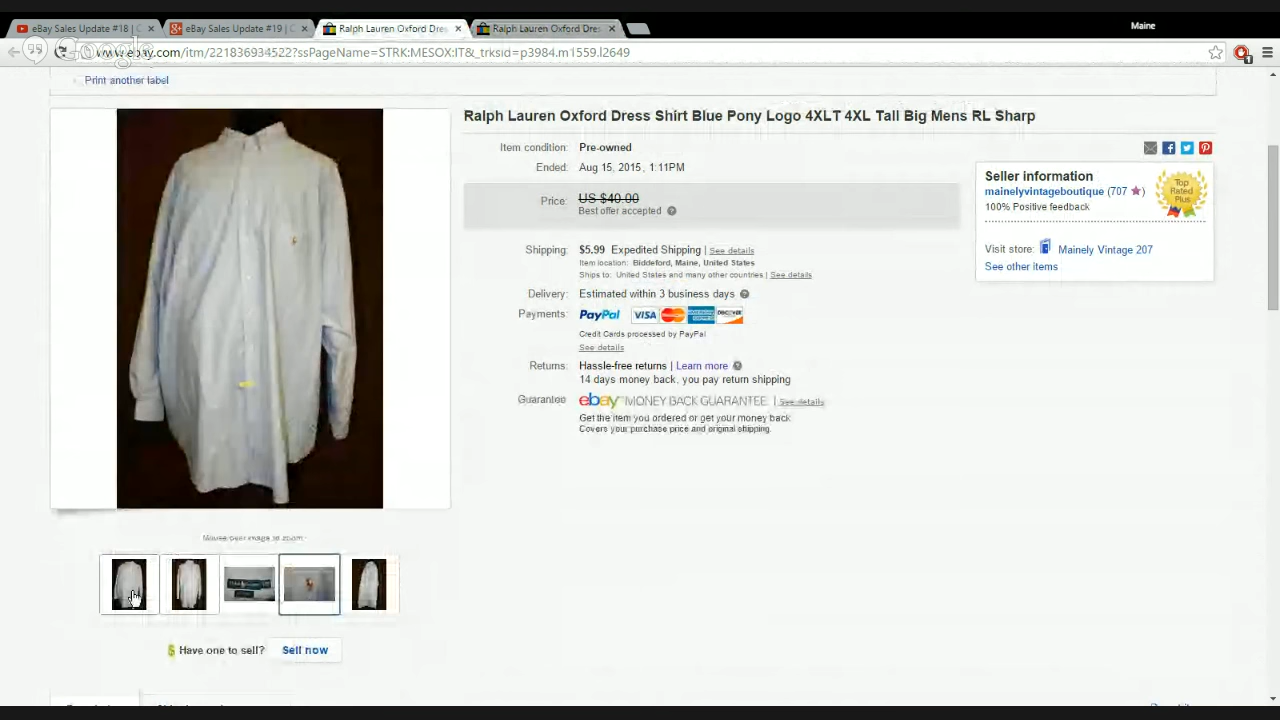 eBay Sales Update #18 | C
eBay Sales Update #19 | C
Ralph Lauren Oxford Dres
Ralph Lauren Oxford Dres
Maine
Google
www.ebay.com/itm/221836934522?ssPageName=STRK:MESOX:IT&_trksid=p3984.m1559.l2649
Print another label
Ralph Lauren Oxford Dress Shirt Blue Pony Logo 4XLT 4XL Tall Big Mens RL Sharp
Item condition: Pre-owned
Ended: Aug 15, 2015 , 1:11PM
Price: US $40.00
Best offer accepted
Shipping: $5.99 Expedited Shipping | See details
Item location: Biddeford, Maine, United States
Ships to: United States and many other countries | See details
Delivery: Estimated within 3 business days
Payments: PayPal VISA MasterCard DISCOVER
Credit Cards processed by PayPal
See details
Returns: Hassle-free returns | Learn more
14 days money back, you pay return shipping
Guarantee ebay MONEY BACK GUARANTEE | See details
Get the item you ordered or get your money back
Covers your purchase price and original shipping.
Seller information
mainelyvintageboutique (707 ★ )
100% Positive feedback
Top Rated Plus
Visit store: Mainely Vintage 207
See other items
Mouse over image to zoom
$ Have one to sell? Sell now